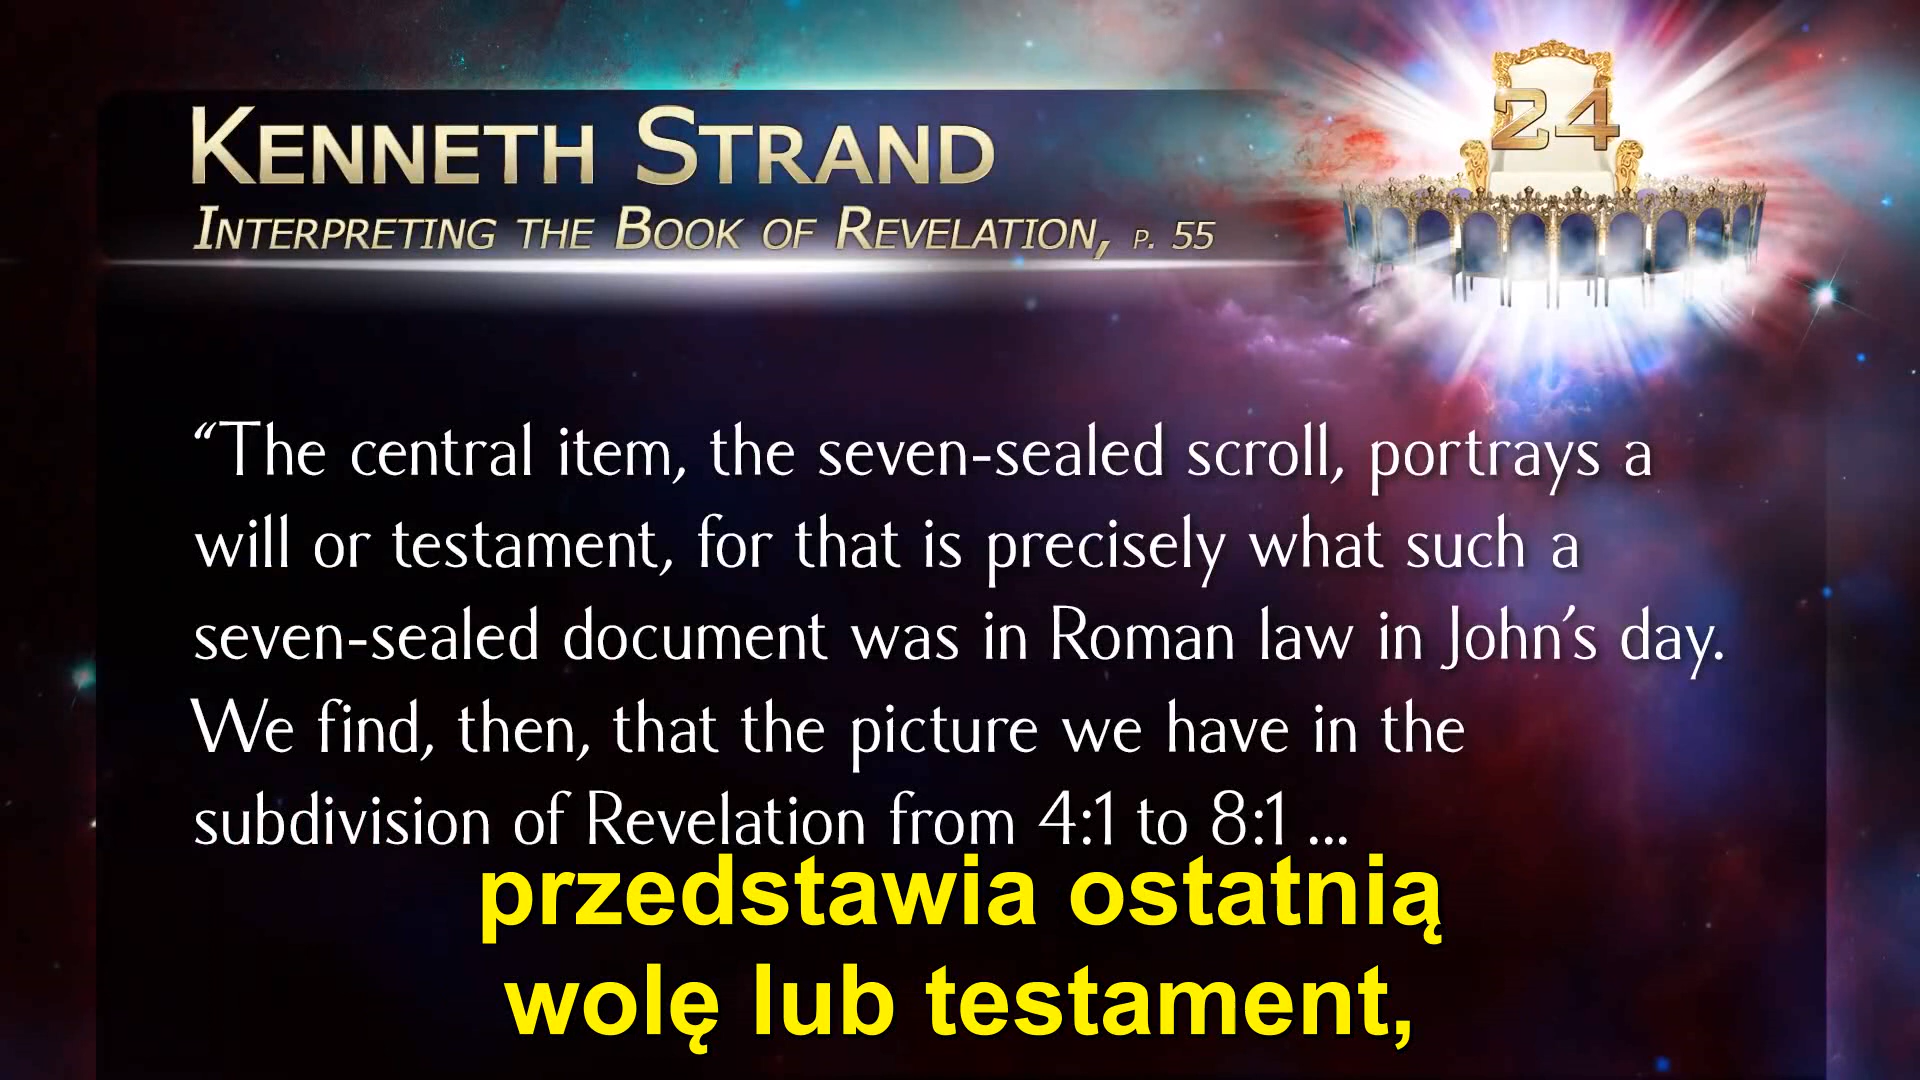 KENNETH STRAND
INTERPRETING THE BOOK OF REVELATION, P. 55
24
“The central item, the seven-sealed scroll, portrays a
will or testament, for that is precisely what such a
seven-sealed document was in Roman law in John’s day.
We find, then, that the picture we have in the
subdivision of Revelation from 4:1 to 8:1 ...
przedstawia ostatnią
wolę lub testament,